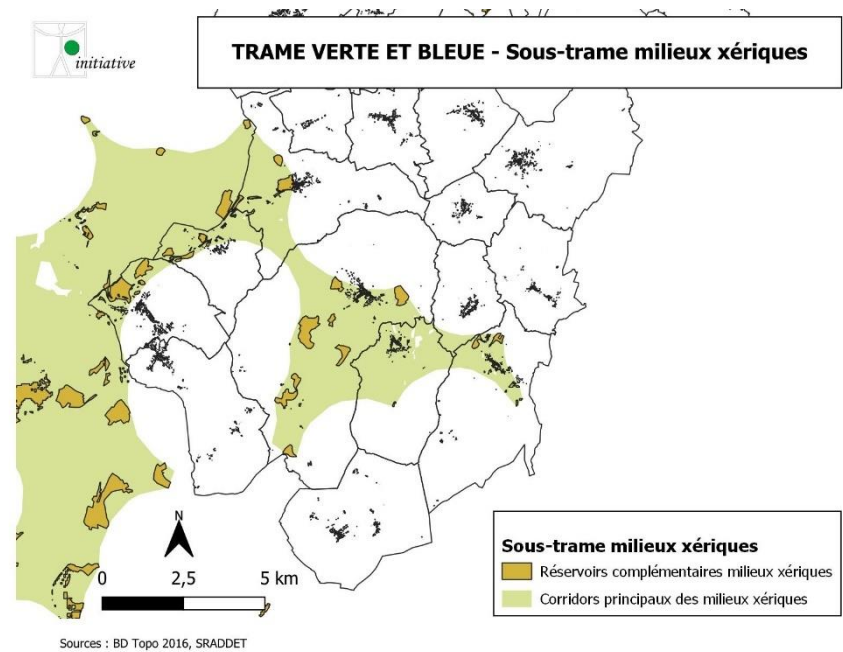 initiative
TRAME VERTE ET BLEUE - Sous-trame milieux xériques
N
0 2,5 5 km
Sous-trame milieux xériques
Réservoirs complémentaires milieux xériques
Corridors principaux des milieux xériques
Sources : BD Topo 2016, SRADDET